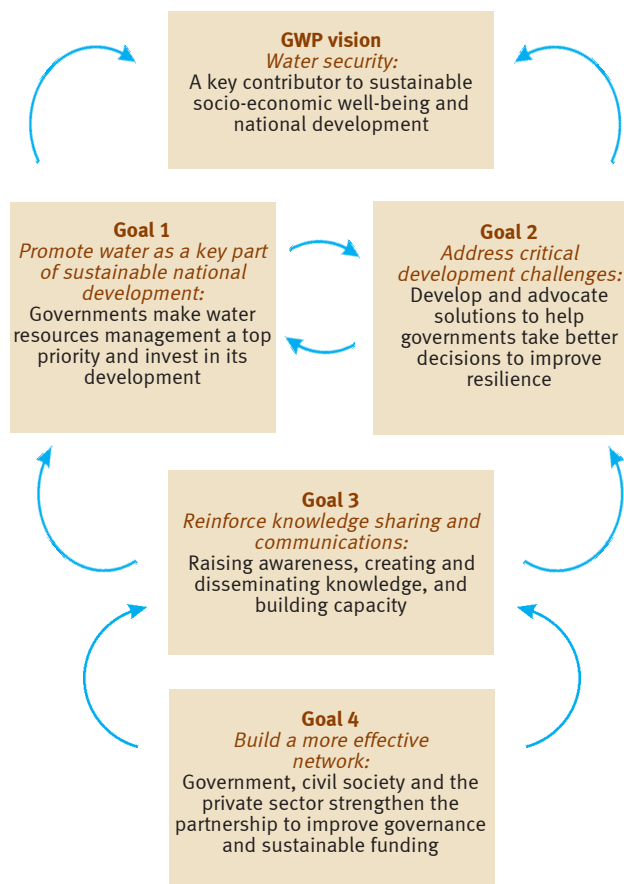 GWP vision
Water security:
A key contributor to sustainable
socio-economic well-being and
national development
Goal 1
Promote water as a key part
of sustainable national
development:
Governments make water
resources management a top
priority and invest in its
development
Goal 2
Address critical
development challenges:
Develop and advocate
solutions to help
governments take better
decisions to improve
resilience
Goal 3
Reinforce knowledge sharing and
communications:
Raising awareness, creating and
disseminating knowledge, and
building capacity
Goal 4
Build a more effective
network:
Government, civil society and the
private sector strengthen the
partnership to improve governance
and sustainable funding